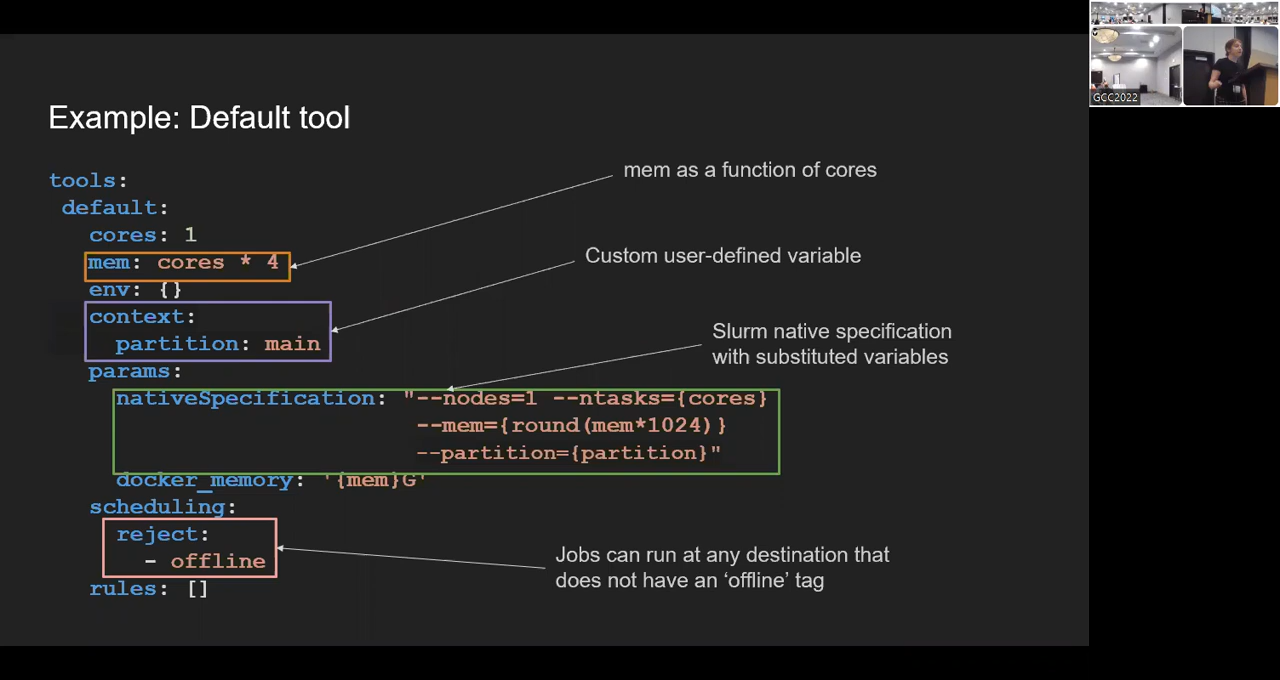 Example: Default tool
tools:
default:
cores: 1
mem: cores * 4
env: {}
context:
partition: main
params:
nativeSpecification: "--nodes=1 --ntasks={cores}
--mem={round(mem*1024)}
--partition={partition}"
docker_memory: '{mem}G'
scheduling:
reject:
- offline
rules: []
mem as a function of cores
Custom user-defined variable
Slurm native specification
with substituted variables
Jobs can run at any destination that
does not have an ‘offline’ tag
GCC2022